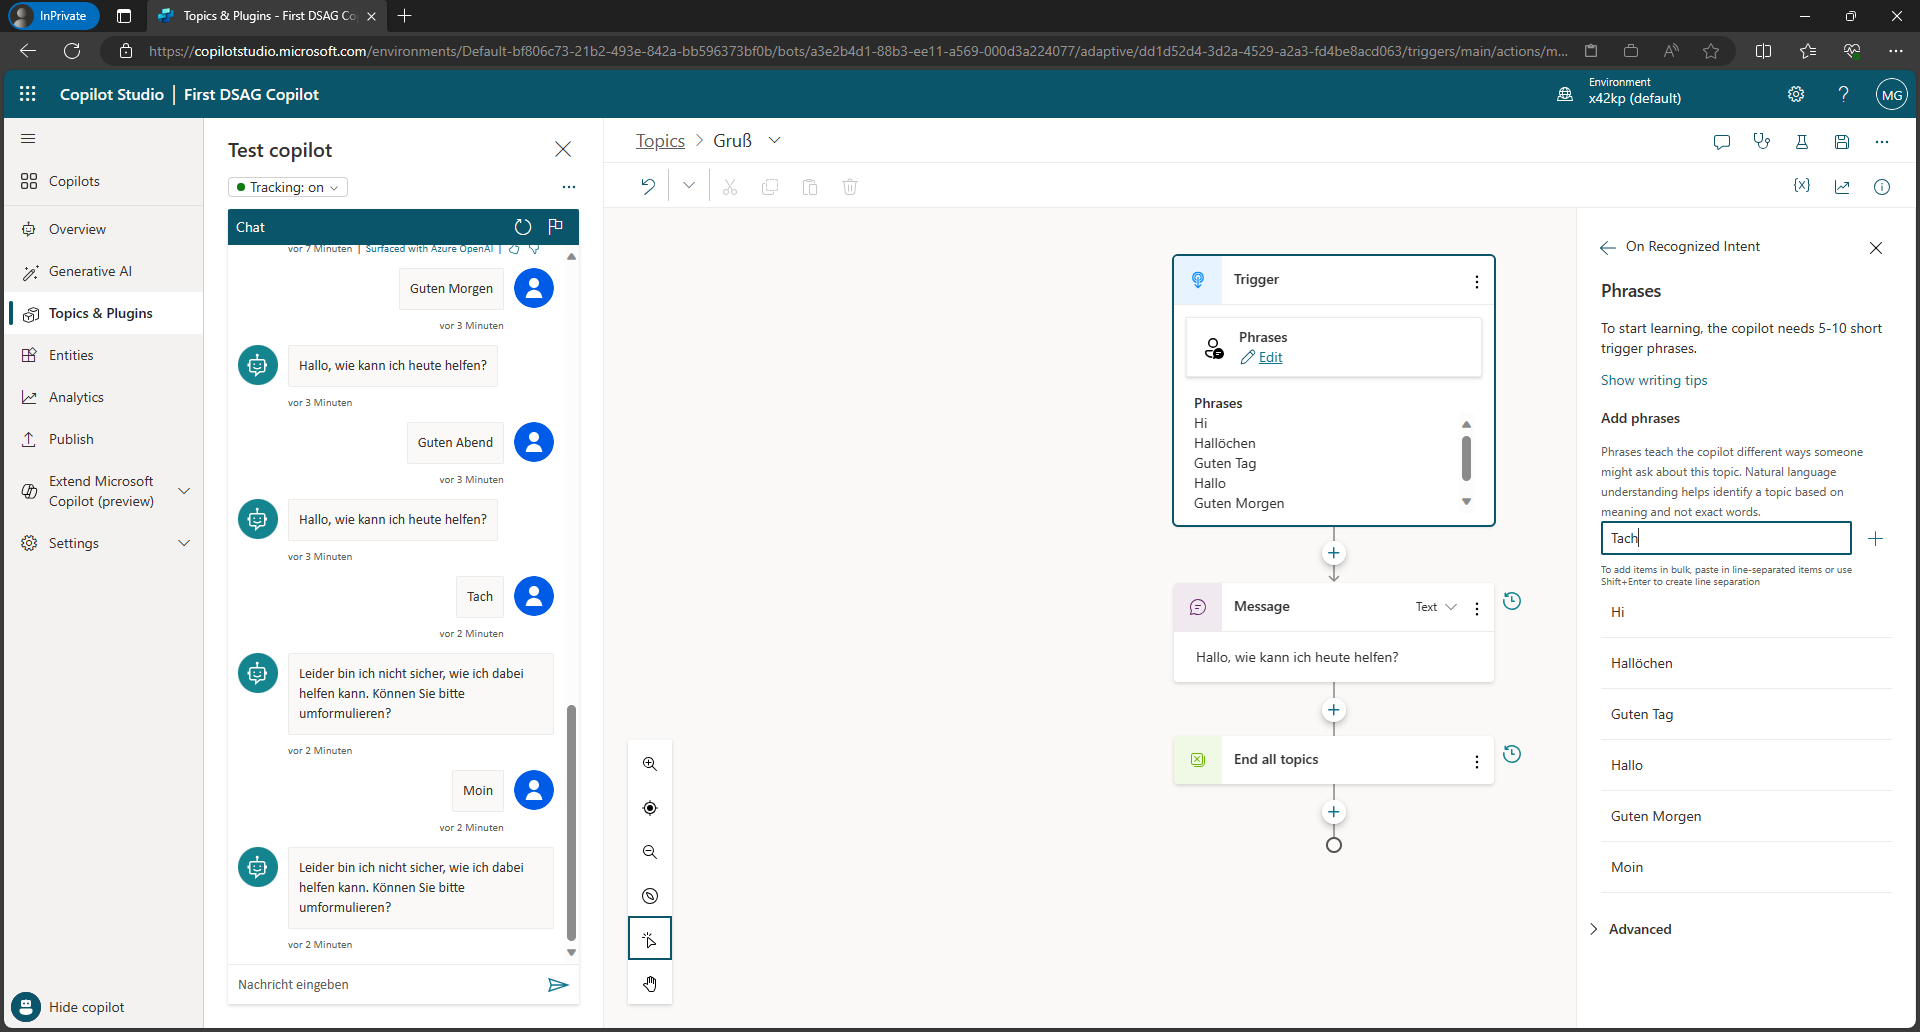 InPrivate
Topics & Plugins - First DSAG Co
https://copilotstudio.microsoft.com/environments/Default-bf806c73-21b2-493e-842a-bb596373bf0b/bots/a3e2b4d1-88b3-ee11-a569-000d3a224077/adaptive/dd1d52d4-3d2a-4529-a2a3-fd4be8acd063/triggers/main/actions/m...
Copilot Studio | First DSAG Copilot
Environment
x42kp (default)
MG
Copilots
Overview
Generative AI
Topics & Plugins
Entities
Analytics
Publish
Extend Microsoft
Copilot (preview)
Settings
Hide copilot
Test copilot
Tracking: on
Chat
vor 7 Minuten | Surfaced with Azure OpenAI |
Guten Morgen
vor 3 Minuten
Hallo, wie kann ich heute helfen?
vor 3 Minuten
Guten Abend
vor 3 Minuten
Hallo, wie kann ich heute helfen?
vor 3 Minuten
Tach
vor 2 Minuten
Leider bin ich nicht sicher, wie ich dabei
helfen kann. Können Sie bitte
umformulieren?
vor 2 Minuten
Moin
vor 2 Minuten
Leider bin ich nicht sicher, wie ich dabei
helfen kann. Können Sie bitte
umformulieren?
vor 2 Minuten
Nachricht eingeben
Topics > Gruß
Trigger
Phrases
Edit
Phrases
Hi
Hallöchen
Guten Tag
Hallo
Guten Morgen
Message
Text
Hallo, wie kann ich heute helfen?
End all topics
{x}
On Recognized Intent
Phrases
To start learning, the copilot needs 5-10 short
trigger phrases.
Show writing tips
Add phrases
Phrases teach the copilot different ways someone
might ask about this topic. Natural language
understanding helps identify a topic based on
meaning and not exact words.
Tach
To add items in bulk, paste in line-separated items or use
Shift+Enter to create line separation
Hi
Hallöchen
Guten Tag
Hallo
Guten Morgen
Moin
Advanced